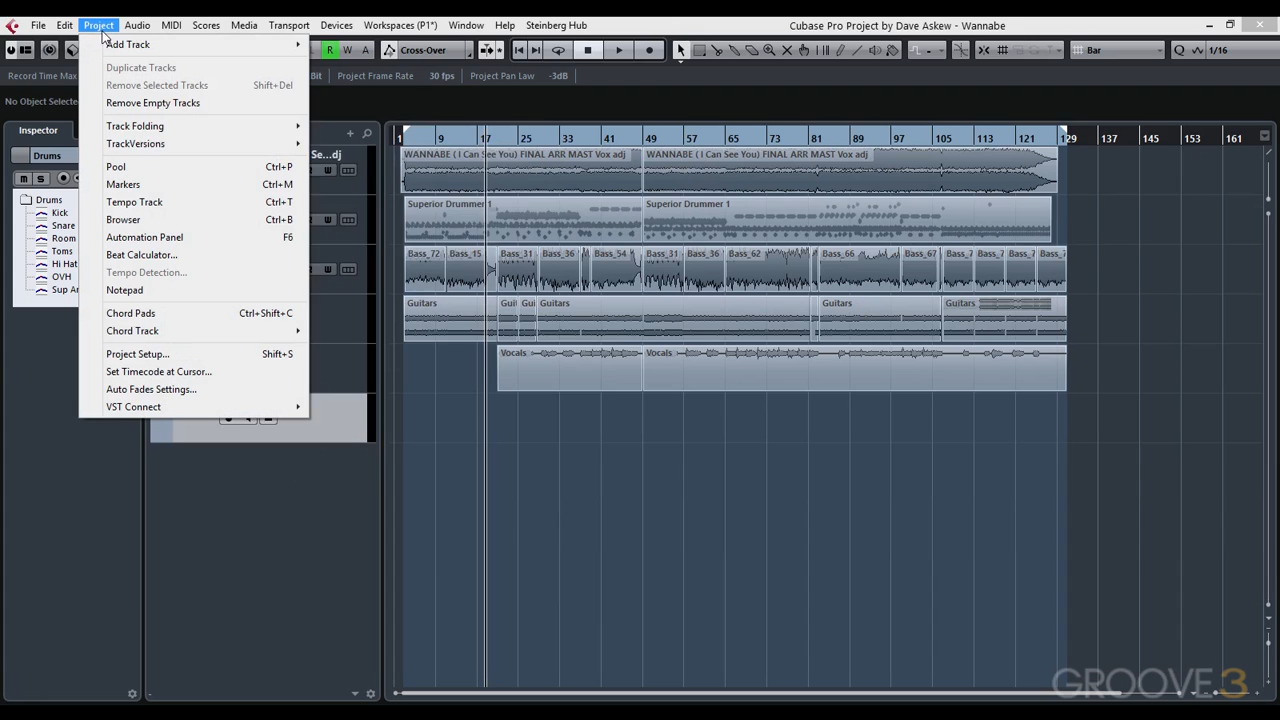 File Edit Project Audio MIDI Scores Media Transport Devices Workspaces (P1*) Window Help Steinberg Hub Cubase Pro Project by Dave Askew - Wannabe
R W A Cross-Over Bar 1/16
Record Time Max Bit Project Frame Rate 30 fps Project Pan Law -3dB
No Object Selecte
Inspector
Drums
m S
Drums
Kick
Snare
Room
Toms
Hi Hat
OVH
Sup Ar
Add Track
Duplicate Tracks
Remove Selected Tracks Shift+Del
Remove Empty Tracks
Track Folding
TrackVersions
Pool Ctrl+P
Markers Ctrl+M
Tempo Track Ctrl+T
Browser Ctrl+B
Automation Panel F6
Beat Calculator...
Tempo Detection...
Notepad
Chord Pads Ctrl+Shift+C
Chord Track
Project Setup... Shift+S
Set Timecode at Cursor...
Auto Fades Settings...
VST Connect
Se...dj
1 9 17 25 33 41 49 57 65 73 81 89 97 105 113 121 129 137 145 153 161
WANNABE ( I Can See You) FINAL ARR MAST Vox adj WANNABE ( I Can See You) FINAL ARR MAST Vox adj
Superior Drummer 1 Superior Drummer 1
Bass_72 Bass_15 Bass_31 Bass_36 Bass_54 Bass_31 Bass_36 Bass_62 Bass_66 Bass_67 Bass_7 Bass_7 Bass_7 Bass_7
Guitars Guit Gui Guitars Guitars Guitars
Vocals Vocals
GROOVE3